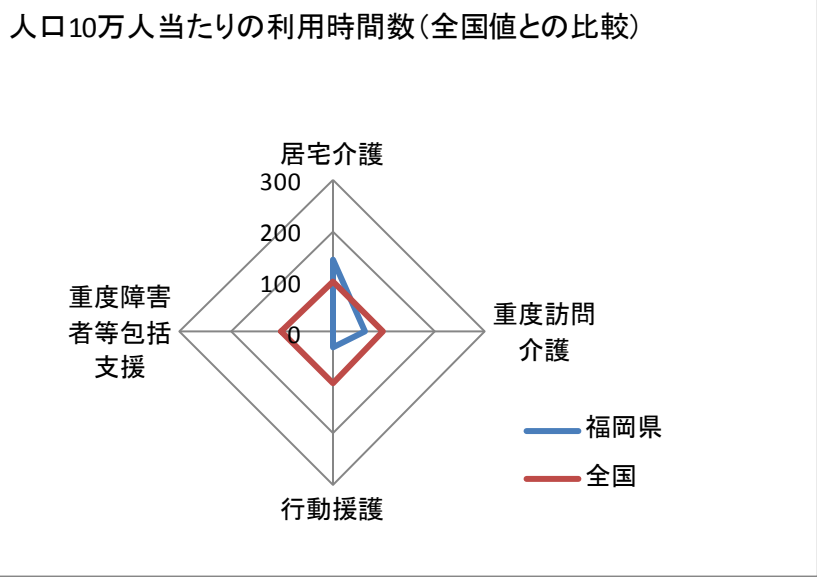 人口10万人当たりの利用時間数（全国値との比較）
居宅介護
300
200
100
0
重度障害
者等包括
支援
重度訪問
介護
行動援護
福岡県
全国